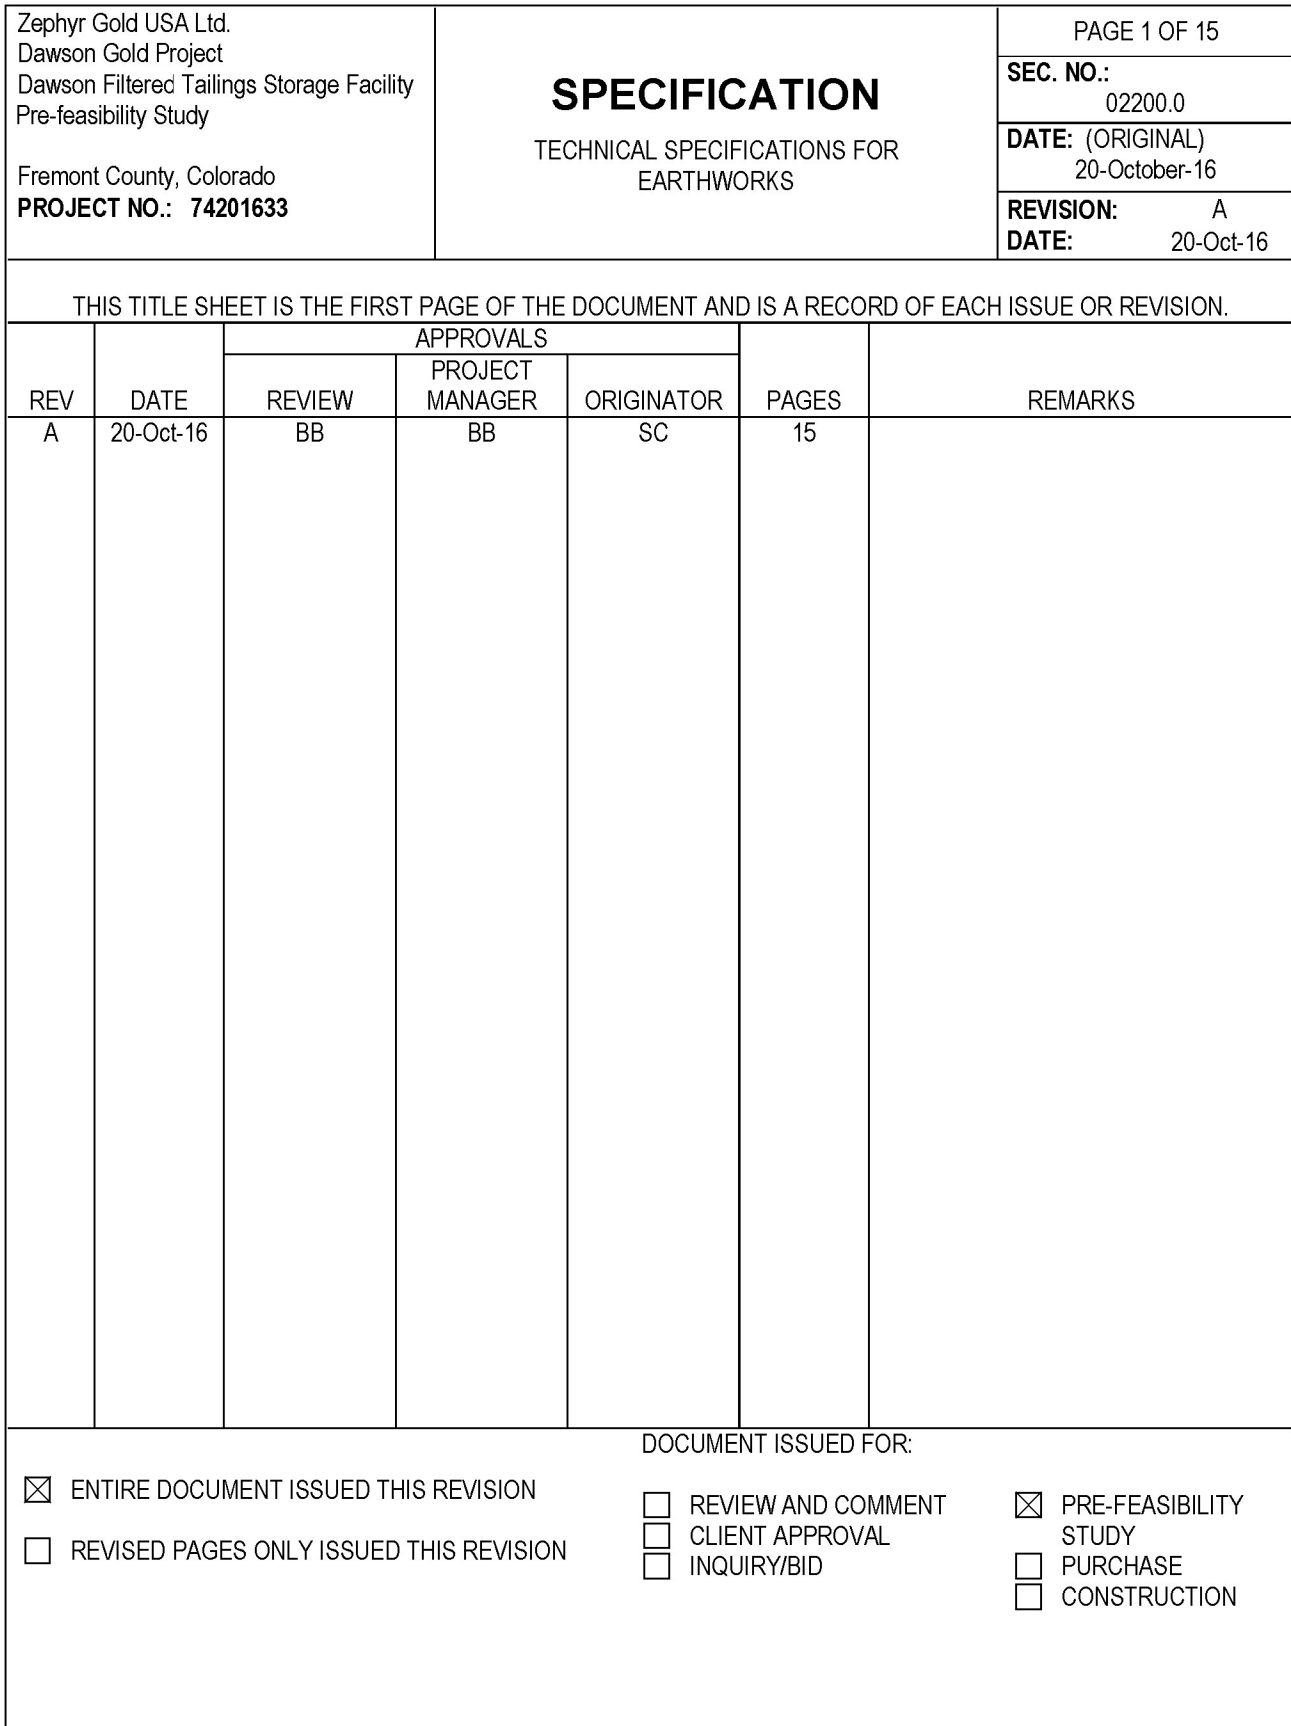 Zephyr Gold USA Ltd.
Dawson Gold Project
Dawson Filtered Tailings Storage Facility
Pre-feasibility Study
Fremont County, Colorado
PROJECT NO.: 74201633
SPECIFICATION
TECHNICAL SPECIFICATIONS FOR
EARTHWORKS
PAGE 1 OF 15
SEC. NO.:
02200.0
DATE: (ORIGINAL)
20-October-16
REVISION: A
DATE: 20-Oct-16
THIS TITLE SHEET IS THE FIRST PAGE OF THE DOCUMENT AND IS A RECORD OF EACH ISSUE OR REVISION.
APPROVALS
PROJECT
REV DATE REVIEW MANAGER ORIGINATOR PAGES REMARKS
A 20-Oct-16 BB BB SC 15
DOCUMENT ISSUED FOR:
ENTIRE DOCUMENT ISSUED THIS REVISION
REVISED PAGES ONLY ISSUED THIS REVISION
REVIEW AND COMMENT
CLIENT APPROVAL
INQUIRY/BID
PRE-FEASIBILITY
STUDY
PURCHASE
CONSTRUCTION